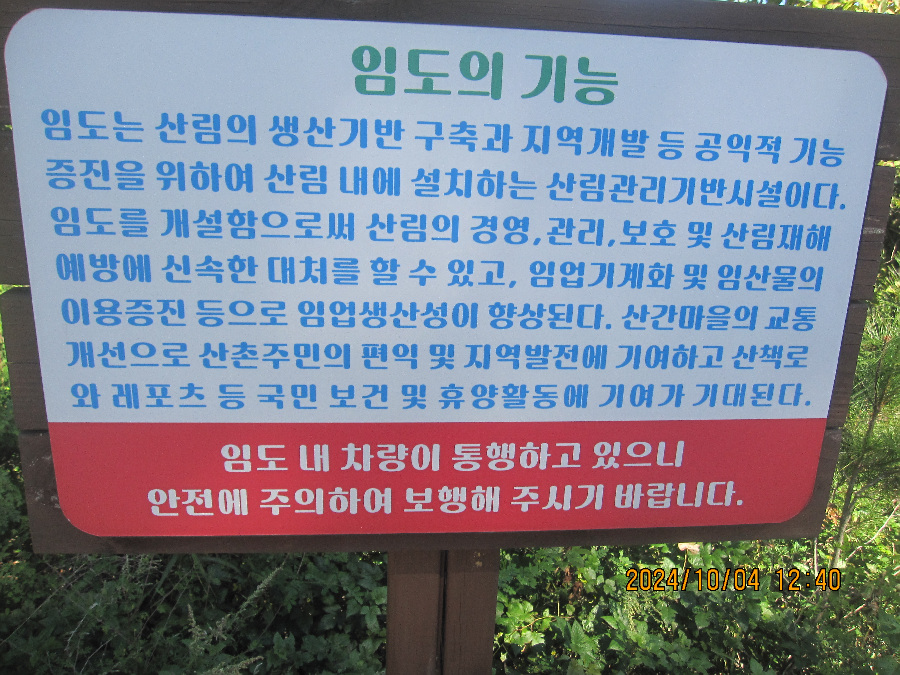 임도의 기능
임도는 산림의 생산기반 구축과 지역개발 등 공익적 기능
증진을 위하여 산림 내에 설치하는 산림관리기반시설이다.
임도를 개설함으로써 산림의 경영,관리,보호 및 산림재해
예방에 신속한 대처를 할 수 있고, 임업기계화 및 임산물의
이용증진 등으로 임업생산성이 향상된다. 산간마을의 교통
개선으로 산촌주민의 편익 및 지역발전에 기여하고 산책로
와 레포츠 등 국민 보건 및 휴양활동에 기여가 기대된다.
임도 내 차량이 통행하고 있으니
안전에 주의하여 보행해 주시기 바랍니다.
2024/10/04 12:40